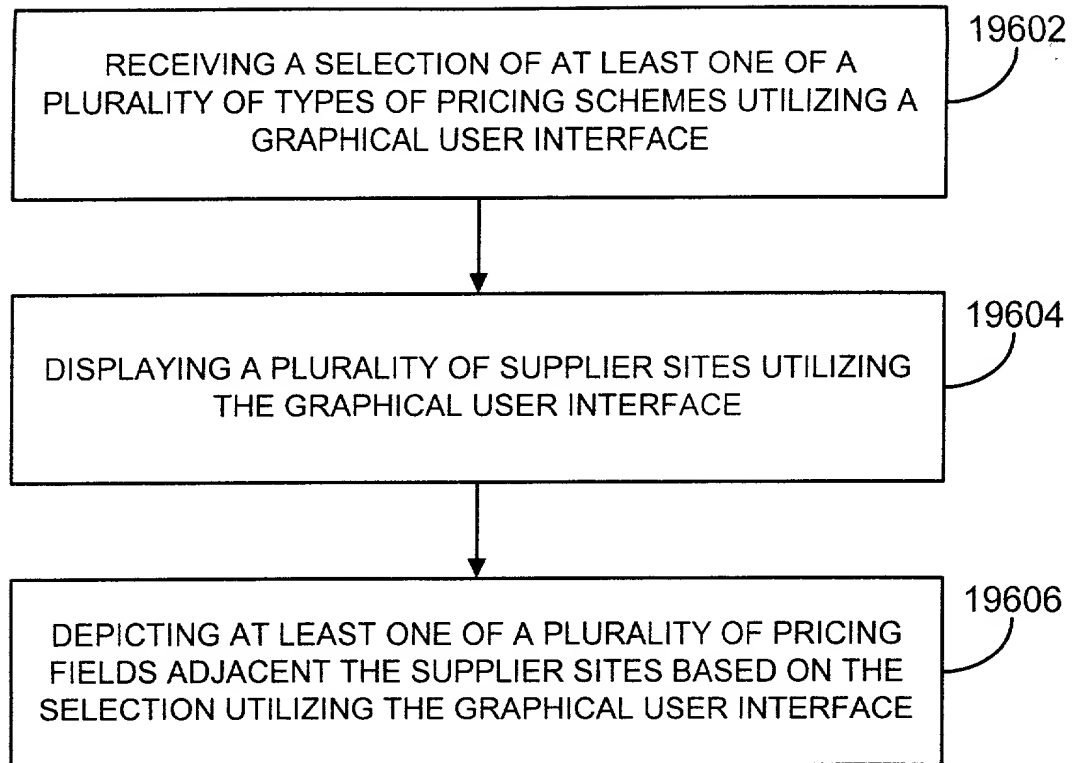 19602
RECEIVING A SELECTION OF AT LEAST ONE OF A
PLURALITY OF TYPES OF PRICING SCHEMES UTILIZING A
GRAPHICAL USER INTERFACE
19604
DISPLAYING A PLURALITY OF SUPPLIER SITES UTILIZING
THE GRAPHICAL USER INTERFACE
19606
DEPICTING AT LEAST ONE OF A PLURALITY OF PRICING
FIELDS ADJACENT THE SUPPLIER SITES BASED ON THE
SELECTION UTILIZING THE GRAPHICAL USER INTERFACE